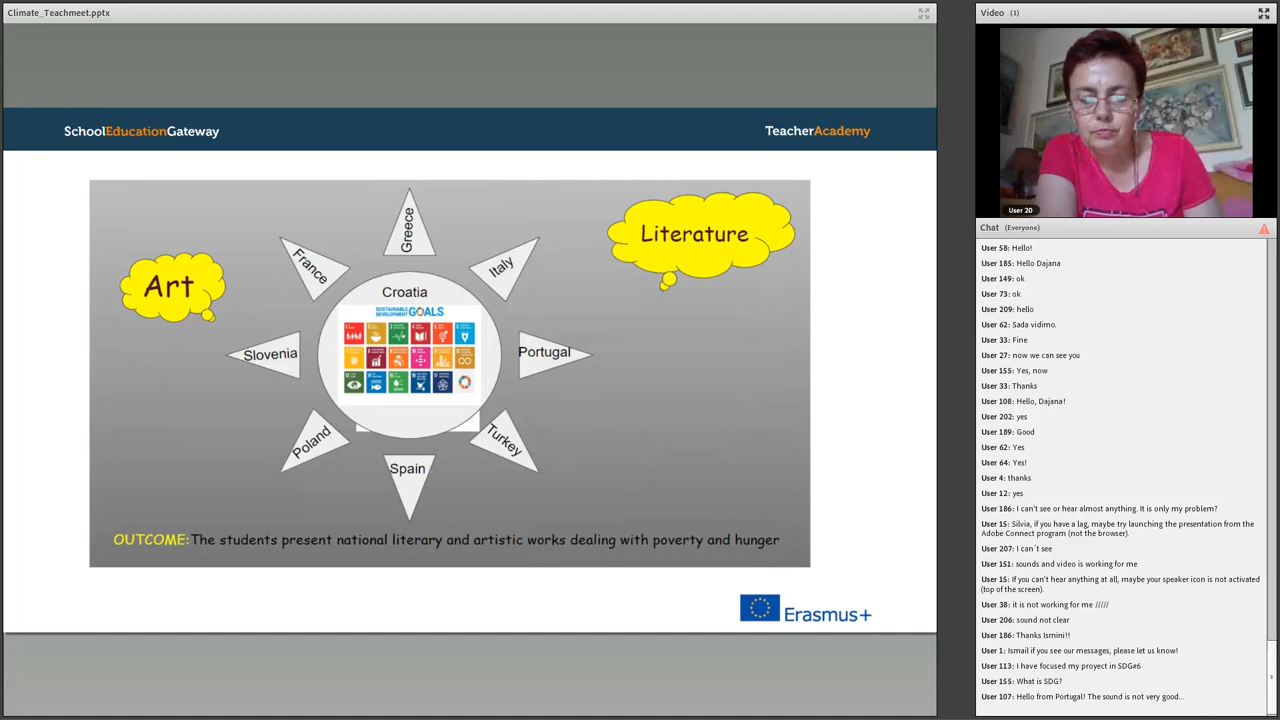 Climate_Teachmeet.pptx
SchoolEducationGateway
TeacherAcademy
Art
Literature
Greece
France
Italy
Croatia
SUSTAINABLE DEVELOPMENT GOALS
Slovenia
Portugal
Poland
Turkey
Spain
OUTCOME: The students present national literary and artistic works dealing with poverty and hunger
Erasmus+
Video (1)
User 20
Chat (Everyone)
User 58: Hello!
User 185: Hello Dajana
User 149: ok
User 73: ok
User 209: hello
User 62: Sada vidimo.
User 33: Fine
User 27: now we can see you
User 155: Yes, now
User 33: Thanks
User 108: Hello, Dajana!
User 202: yes
User 189: Good
User 62: Yes
User 64: Yes!
User 4: thanks
User 12: yes
User 186: I can't see or hear almost anything. It is only my problem?
User 15: Silvia, if you have a lag, maybe try launching the presentation from the
Adobe Connect program (not the browser).
User 207: I can´t see
User 151: sounds and video is working for me
User 15: If you can't hear anything at all, maybe your speaker icon is not activated
(top of the screen).
User 38: it is not working for me /////
User 206: sound not clear
User 186: Thanks Ismini!!
User 1: Ismail if you see our messages, please let us know!
User 113: I have focused my proyect in SDG#6
User 155: What is SDG?
User 107: Hello from Portugal! The sound is not very good...